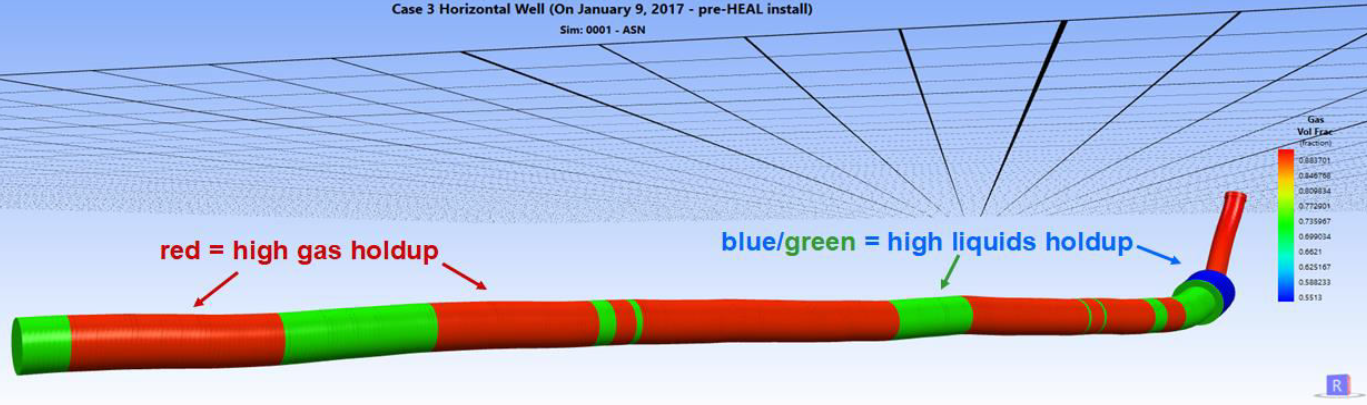 Case 3 Horizontal Well (On January 9, 2017 - pre-HEAL install)
Sim: 0001 - ASN
Gas
Vol Frac
(fraction)
0.883701
0.846768
0.809834
0.772901
0.735967
0.699034
0.6621
0.625167
0.588233
0.5513
red = high gas holdup
blue/green = high liquids holdup
R